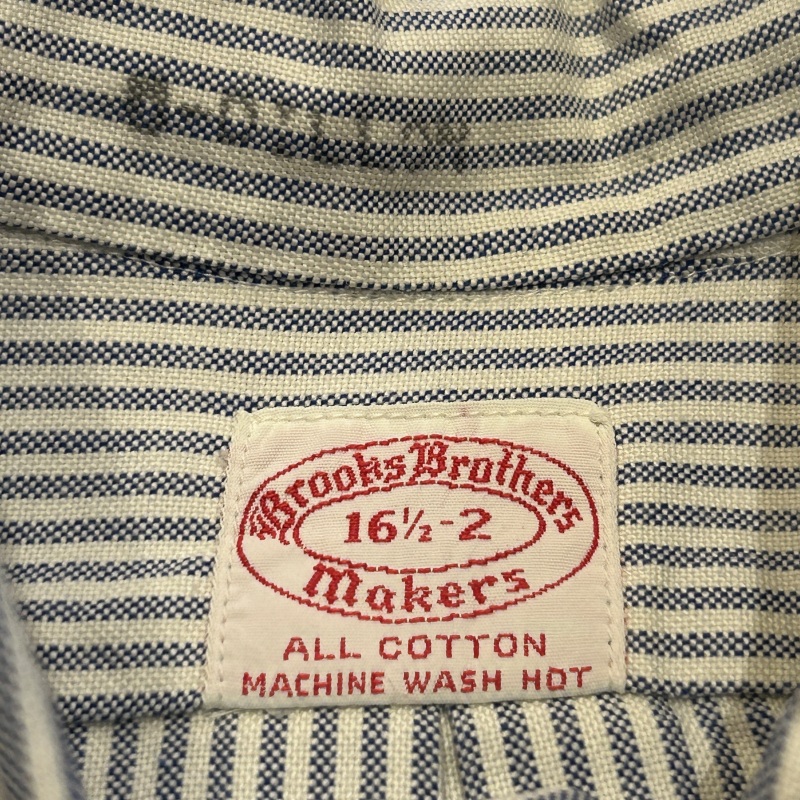 Brooks Brothers
16½-2
Makers
ALL COTTON
MACHINE WASH HOT